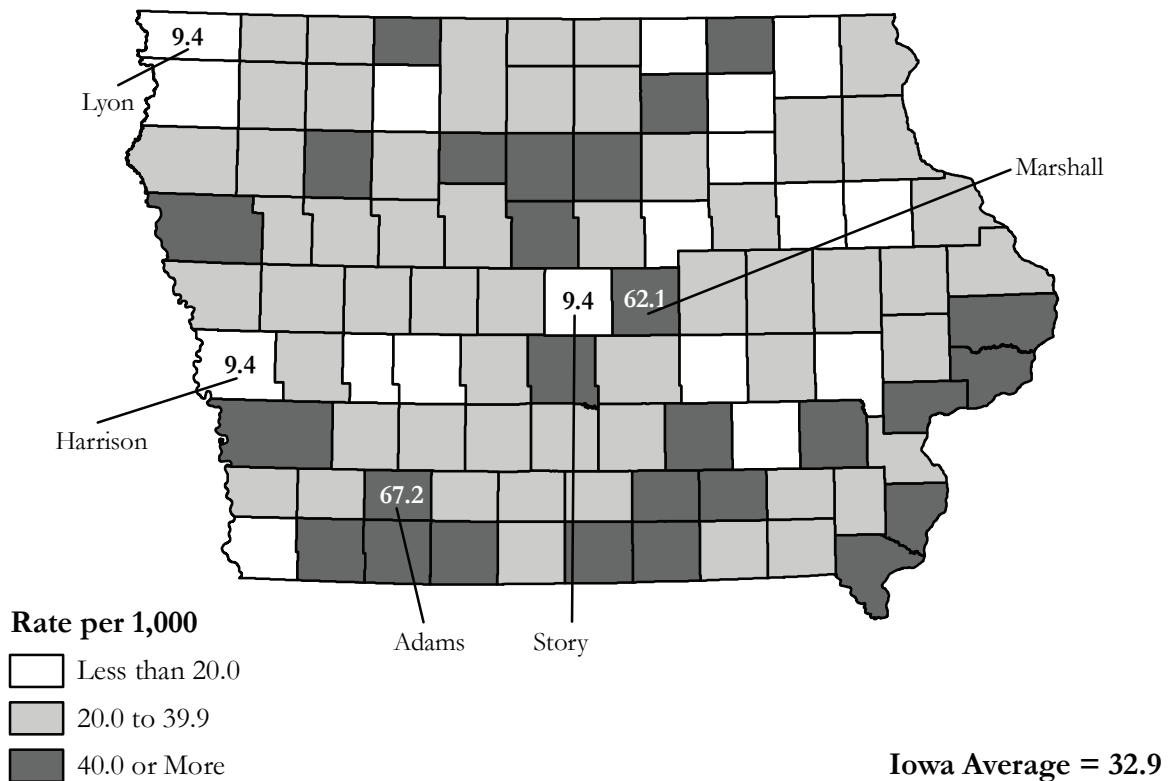 9.4
Lyon
Marshall
9.4
62.1
9.4
Harrison
67.2
Adams
Story
Rate per 1,000
Less than 20.0
20.0 to 39.9
40.0 or More
Iowa Average = 32.9